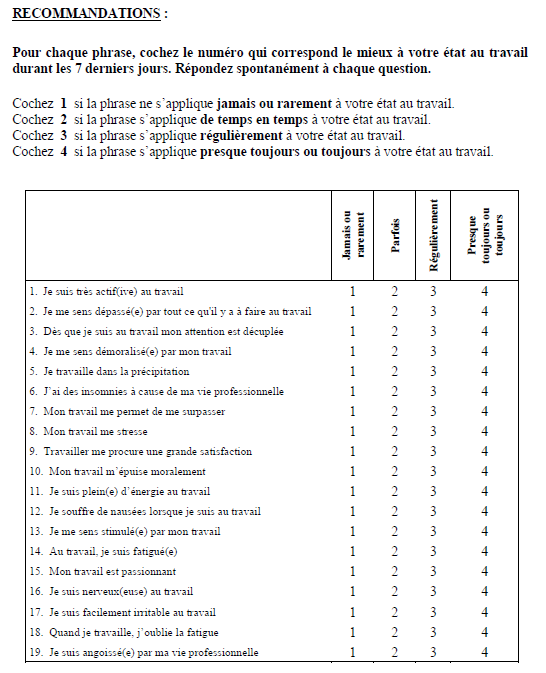 RECOMMANDATIONS :
Pour chaque phrase, cochez le numéro qui correspond le mieux à votre état au travail
durant les 7 derniers jours. Répondez spontanément à chaque question.
Cochez 1 si la phrase ne s'applique jamais ou rarement à votre état au travail.
Cochez 2 si la phrase s'applique de temps en temps à votre état au travail.
Cochez 3 si la phrase s'applique régulièrement à votre état au travail.
Cochez 4 si la phrase s'applique presque toujours ou toujours à votre état au travail.
Jamais ou
rarement
Parfois
Régulièrement
Presque
toujours ou
toujours
1. Je suis très actif(ive) au travail 1 2 3 4
2. Je me sens dépassé(e) par tout ce qu'il y a à faire au travail 1 2 3 4
3. Dès que je suis au travail mon attention est décuplée 1 2 3 4
4. Je me sens démoralisé(e) par mon travail 1 2 3 4
5. Je travaille dans la précipitation 1 2 3 4
6. J'ai des insomnies à cause de ma vie professionnelle 1 2 3 4
7. Mon travail me permet de me surpasser 1 2 3 4
8. Mon travail me stresse 1 2 3 4
9. Travailler me procure une grande satisfaction 1 2 3 4
10. Mon travail m'épuise moralement 1 2 3 4
11. Je suis plein(e) d'énergie au travail 1 2 3 4
12. Je souffre de nausées lorsque je suis au travail 1 2 3 4
13. Je me sens stimulé(e) par mon travail 1 2 3 4
14. Au travail, je suis fatigué(e) 1 2 3 4
15. Mon travail est passionnant 1 2 3 4
16. Je suis nerveux(euse) au travail 1 2 3 4
17. Je suis facilement irritable au travail 1 2 3 4
18. Quand je travaille, j'oublie la fatigue 1 2 3 4
19. Je suis angoissé(e) par ma vie professionnelle 1 2 3 4